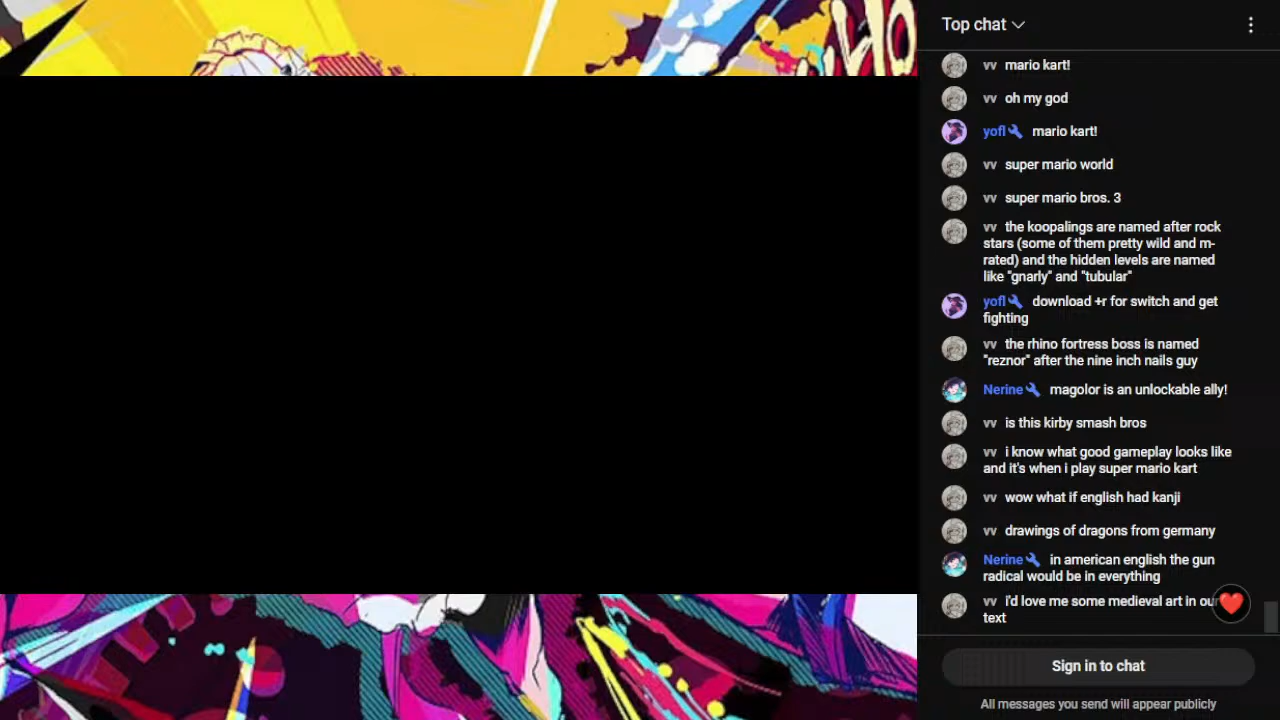 Top chat
vv mario kart!
vv oh my god
yofl mario kart!
vv super mario world
vv super mario bros. 3
vv the koopalings are named after rock
stars (some of them pretty wild and m-
rated) and the hidden levels are named
like "gnarly" and "tubular"
yofl download +r for switch and get
fighting
vv the rhino fortress boss is named
"reznor" after the nine inch nails guy
Nerine magolor is an unlockable ally!
vv is this kirby smash bros
vv i know what good gameplay looks like
and it's when i play super mario kart
vv wow what if english had kanji
vv drawings of dragons from germany
Nerine in american english the gun
radical would be in everything
vv i'd love me some medieval art in our
text
Sign in to chat
All messages you send will appear publicly